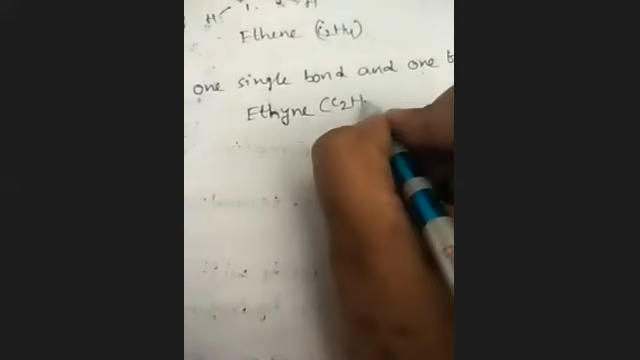 H H
Ethene (C2H4)
one single bond and one
Ethyne (C2H